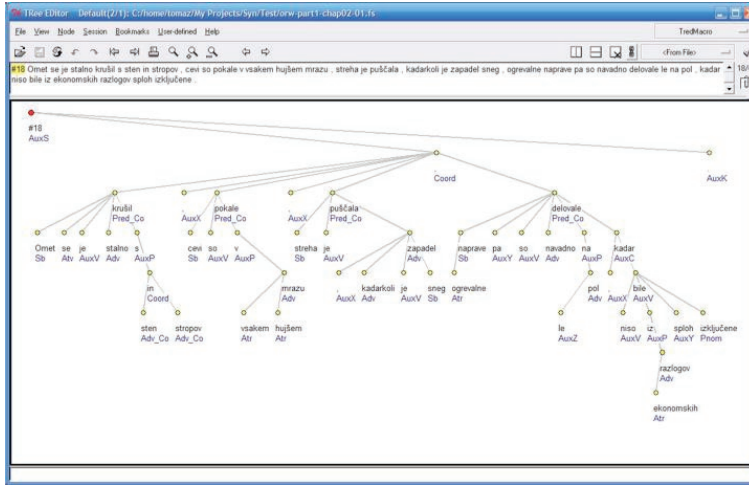 TRee EDitor Default(2/1): C:/home/tomaz/My Projects/Syn/Test/orw-part1-chap02-01.fs
File View Node Session Bookmarks User-defined Help TredMacro
<From File>
#18 Omet se je stalno krušil s sten in stropov , cevi so pokale v vsakem hujšem mrazu , streha je puščala , kadarkoli je zapadel sneg , ogrevalne naprave pa so navadno delovale le na pol , kadar
niso bile iz ekonomskih razlogov sploh izključene .
#18
AuxS
,
Coord
.
AuxK
krušil , pokale , puščala delovale
Pred_Co AuxX Pred_Co AuxX Pred_Co Pred_Co
Omet se je stalno s cevi so v streha je zapadel naprave pa so navadno na kadar
Sb Atv AuxV Adv AuxP Sb AuxV AuxP Sb AuxV Adv Sb AuxY AuxV Adv AuxP AuxC
in mrazu , kadarkoli je sneg ogrevalne pol , bile
Coord Adv AuxX Adv AuxV Sb Atr Adv AuxX AuxV
sten stropov vsakem hujšem le niso iz sploh izključene
Adv_Co Adv_Co Atr Atr AuxZ AuxV AuxP AuxY Pnom
razlogov
Adv
ekonomskih
Atr